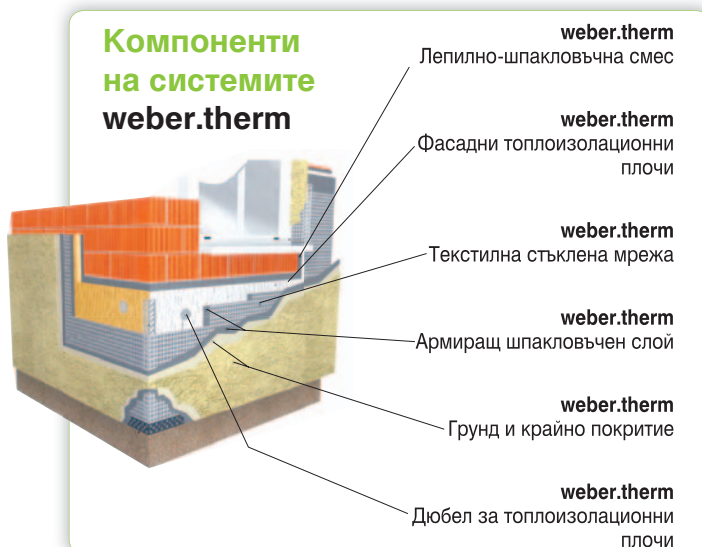 Компоненти
на системите
weber.therm
weber.therm
Лепилно-шпакловъчна смес
weber.therm
Фасадни топлоизолационни
плочи
weber.therm
Текстилна стъклена мрежа
weber.therm
Армиращ шпакловъчен слой
weber.therm
Грунд и крайно покритие
weber.therm
Дюбел за топлоизолационни
плочи